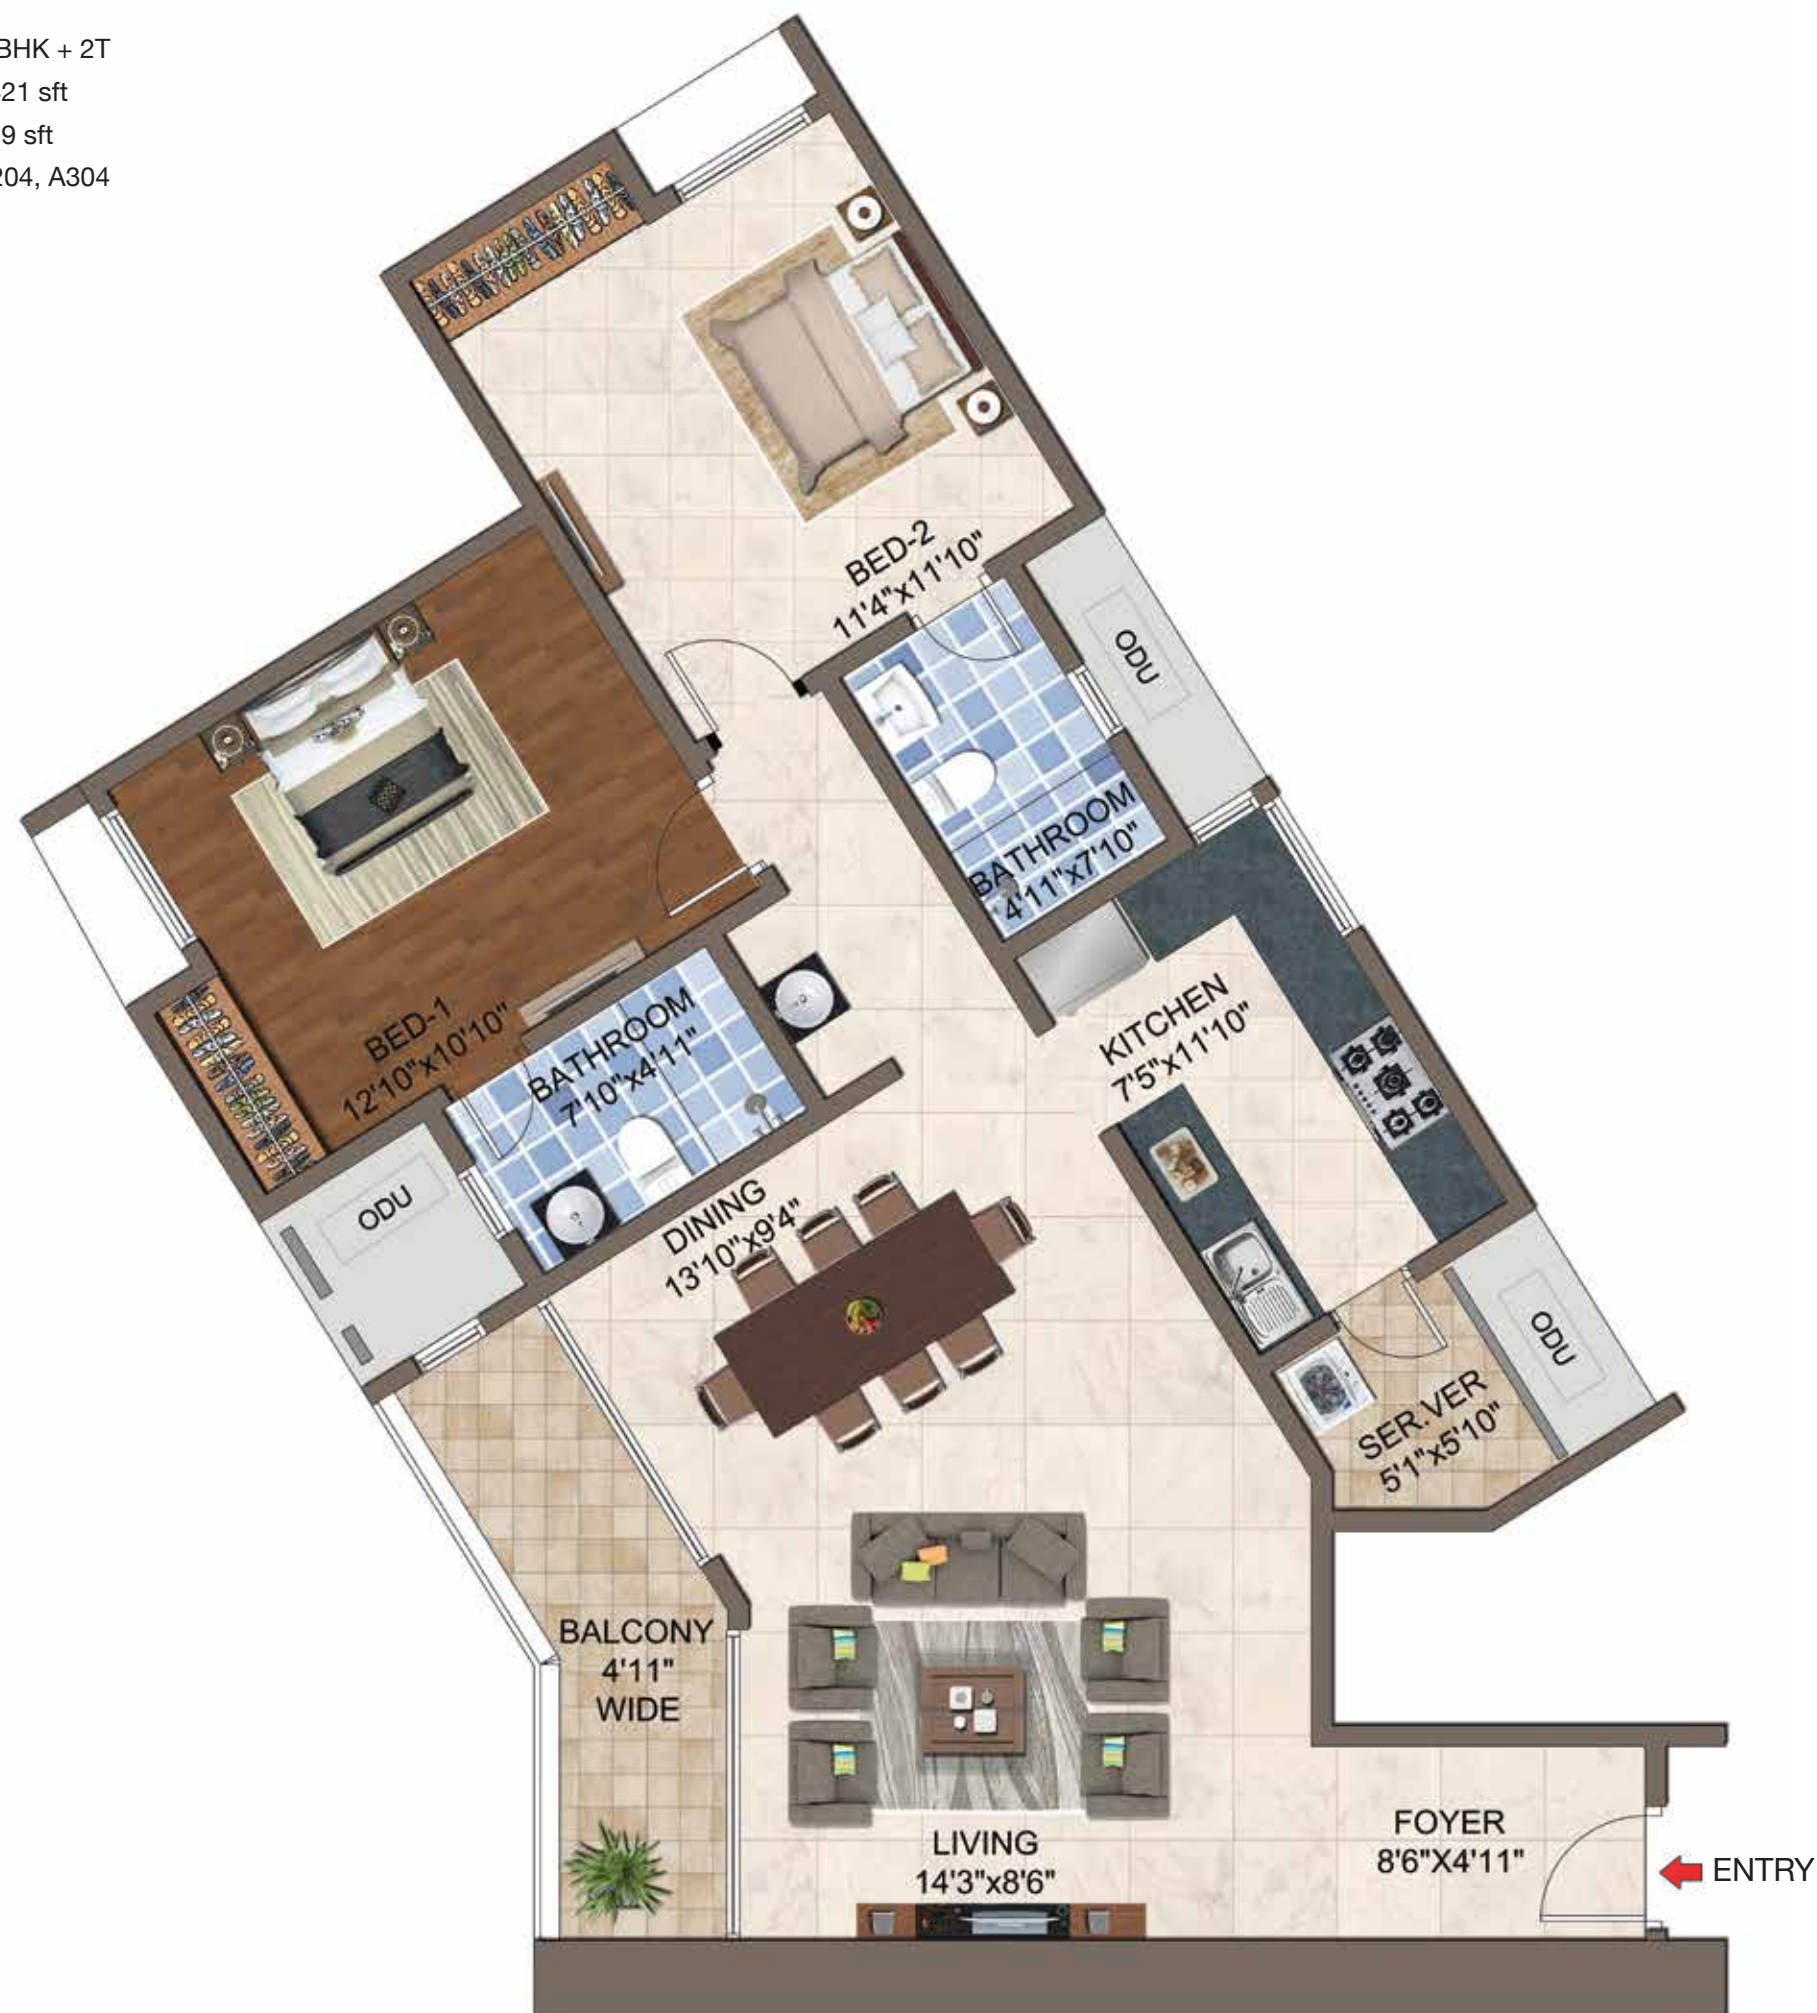 BHK + 2T
21 sft
9 sft
204, A304
BED-2
11'4"x11'10"
ODU
BATHROOM
4'11"x7'10"
BED-1
12'10"x10'10"
BATHROOM
7'10"x4'11"
KITCHEN
7'5"x11'10"
ODU
DINING
13'10"x9'4"
ODU
SER.VER
5'1"x5'10"
BALCONY
4'11"
WIDE
LIVING
14'3"x8'6"
FOYER
8'6"X4'11"
ENTRY